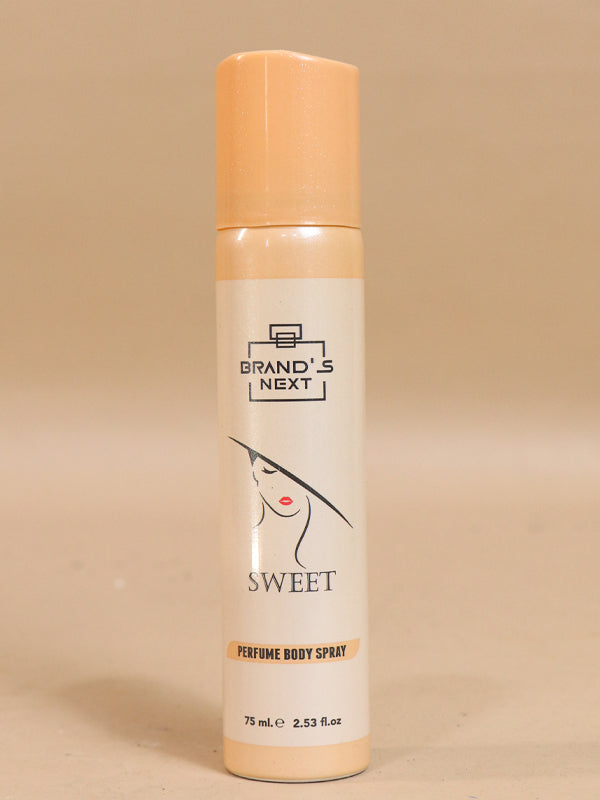 BRAND'S
NEXT
SWEET
PERFUME BODY SPRAY
75 ml.℮ 2.53 fl.oz